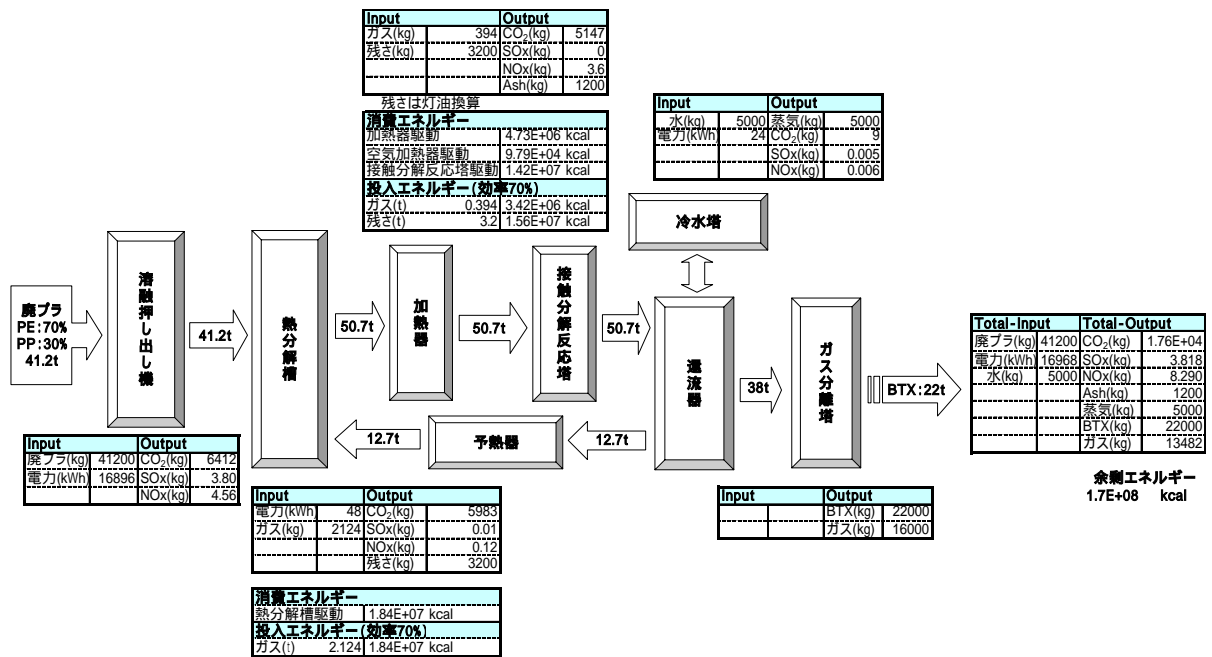 Input Output
ガス(kg) 394 CO2(kg) 5147
残さ(kg) 3200 SOx(kg) 0
NOx(kg) 3.6
Ash(kg) 1200
残さは灯油換算
消費エネルギー
加熱器駆動 4.73E+06 kcal
空気加熱器駆動 9.79E+04 kcal
接触分解反応塔駆動 1.42E+07 kcal
投入エネルギー(効率70%)
ガス(t) 0.394 3.42E+06 kcal
残さ(t) 3.2 1.56E+07 kcal
Input Output
水(kg) 5000 蒸気(kg) 5000
電力(kWh) 24 CO2(kg) 9
SOx(kg) 0.005
NOx(kg) 0.006
冷水塔
廃プラ
PE:70%
PP:30%
41.2t
溶融押し出し機
41.2t
熱分解槽
50.7t
加熱器
50.7t
接触分解反応塔
50.7t
還流器
38t
ガス分離塔
BTX:22t
12.7t
予熱器
12.7t
Total-Input Total-Output
廃プラ(kg) 41200 CO2(kg) 1.76E+04
電力(kWh) 16968 SOx(kg) 3.818
水(kg) 5000 NOx(kg) 8.290
Ash(kg) 1200
蒸気(kg) 5000
BTX(kg) 22000
ガス(kg) 13482
余剰エネルギー
1.7E+08 kcal
Input Output
廃プラ(kg) 41200 CO2(kg) 6412
電力(kWh) 16896 SOx(kg) 3.80
NOx(kg) 4.56
Input Output
電力(kWh) 48 CO2(kg) 5983
ガス(kg) 2124 SOx(kg) 0.01
NOx(kg) 0.12
残さ(kg) 3200
消費エネルギー
熱分解槽駆動 1.84E+07 kcal
投入エネルギー(効率70%)
ガス(t) 2.124 1.84E+07 kcal
Input Output
BTX(kg) 22000
ガス(kg) 16000